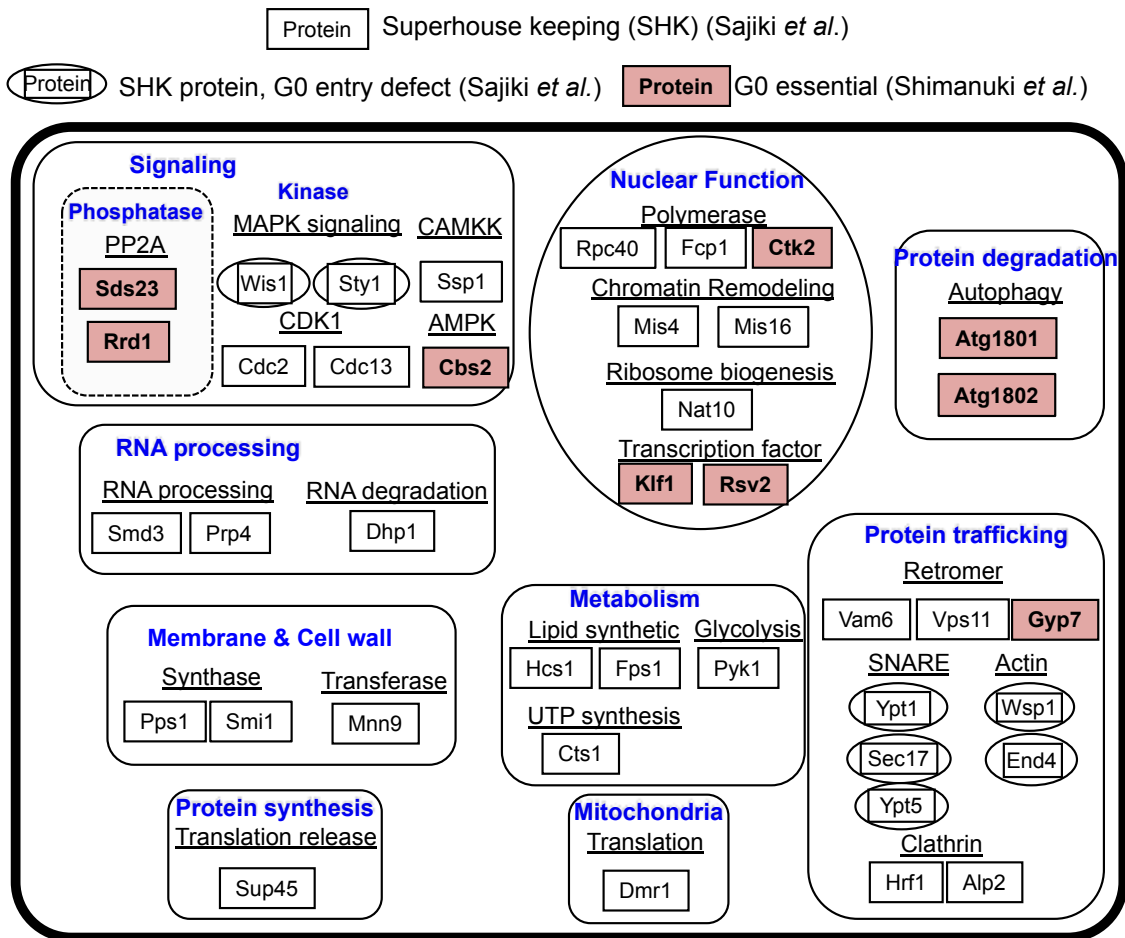 Protein Superhouse keeping (SHK) (Sajiki et al.)
Protein SHK protein, G0 entry defect (Sajiki et al.) Protein G0 essential (Shimanuki et al.)
Signaling
Phosphatase
PP2A
Sds23
Rrd1
Kinase
MAPK signaling CAMKK
Wis1 Sty1 Ssp1
CDK1 AMPK
Cdc2 Cdc13 Cbs2
Nuclear Function
Polymerase
Rpc40 Fcp1 Ctk2
Chromatin Remodeling
Mis4 Mis16
Ribosome biogenesis
Nat10
Transcription factor
Klf1 Rsv2
Protein degradation
Autophagy
Atg1801
Atg1802
RNA processing
RNA processing RNA degradation
Smd3 Prp4 Dhp1
Membrane & Cell wall
Synthase Transferase
Pps1 Smi1 Mnn9
Metabolism
Lipid synthetic Glycolysis
Hcs1 Fps1 Pyk1
UTP synthesis
Cts1
Protein trafficking
Retromer
Vam6 Vps11 Gyp7
SNARE Actin
Ypt1 Wsp1
Sec17 End4
Ypt5
Clathrin
Hrf1 Alp2
Protein synthesis
Translation release
Sup45
Mitochondria
Translation
Dmr1